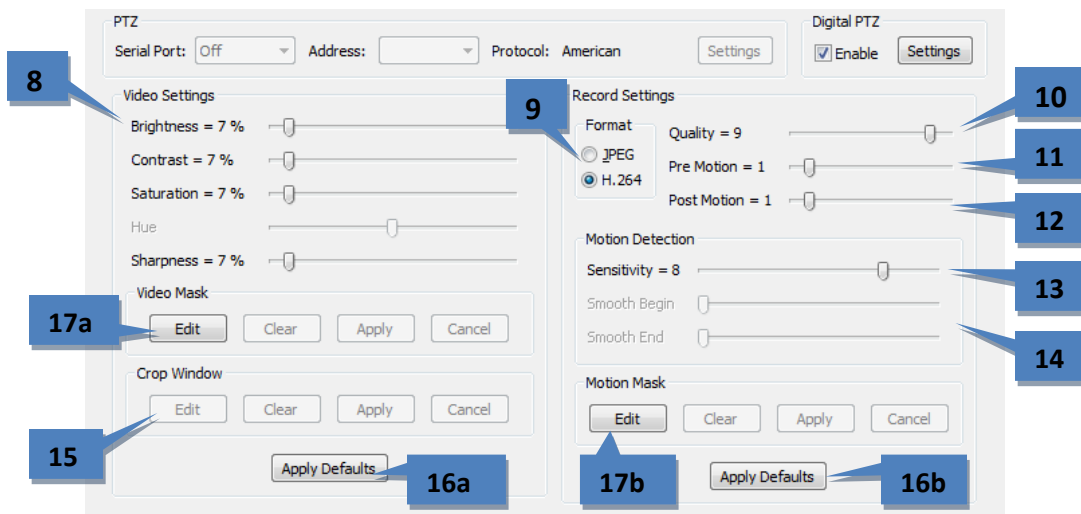 PTZ
Serial Port: Off Address: Protocol: American Settings
Digital PTZ
Enable Settings
8
Video Settings
Brightness = 7 %
Contrast = 7 %
Saturation = 7 %
Hue
Sharpness = 7 %
Video Mask
17a
Edit Clear Apply Cancel
Crop Window
Edit Clear Apply Cancel
15
Apply Defaults
16a
9
Record Settings
Format
JPEG
H.264
Quality = 9
10
Pre Motion = 1
11
Post Motion = 1
12
Motion Detection
Sensitivity = 8
13
Smooth Begin
Smooth End
14
Motion Mask
Edit Clear Apply Cancel
17b
Apply Defaults
16b